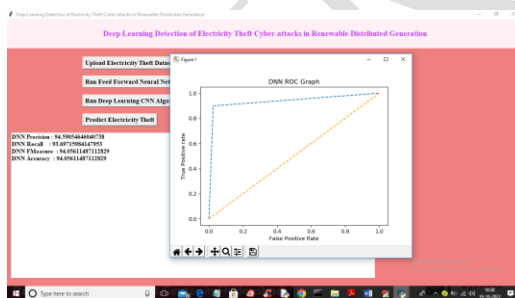 Deep Learning Detection of Electricity Theft Cyber-attacks in Renewable Distributed Generation
Deep Learning Detection of Electricity Theft Cyber-attacks in Renewable Distributed Generation
Upload Electricity Theft Datas
Run Feed Forward Neural Net
Run Deep Learning CNN Algo
Predict Electricity Theft
DNN Precision : 94.59054646040738
DNN Recall : 93.69715984147953
DNN FMeasure : 94.05611487112829
DNN Accuracy : 94.05611487112829
Figure 1
DNN ROC Graph
True Positive rate
1.0
0.8
0.6
0.4
0.2
0.0
0.0 0.2 0.4 0.6 0.8 1.0
False Positive Rate
Type here to search